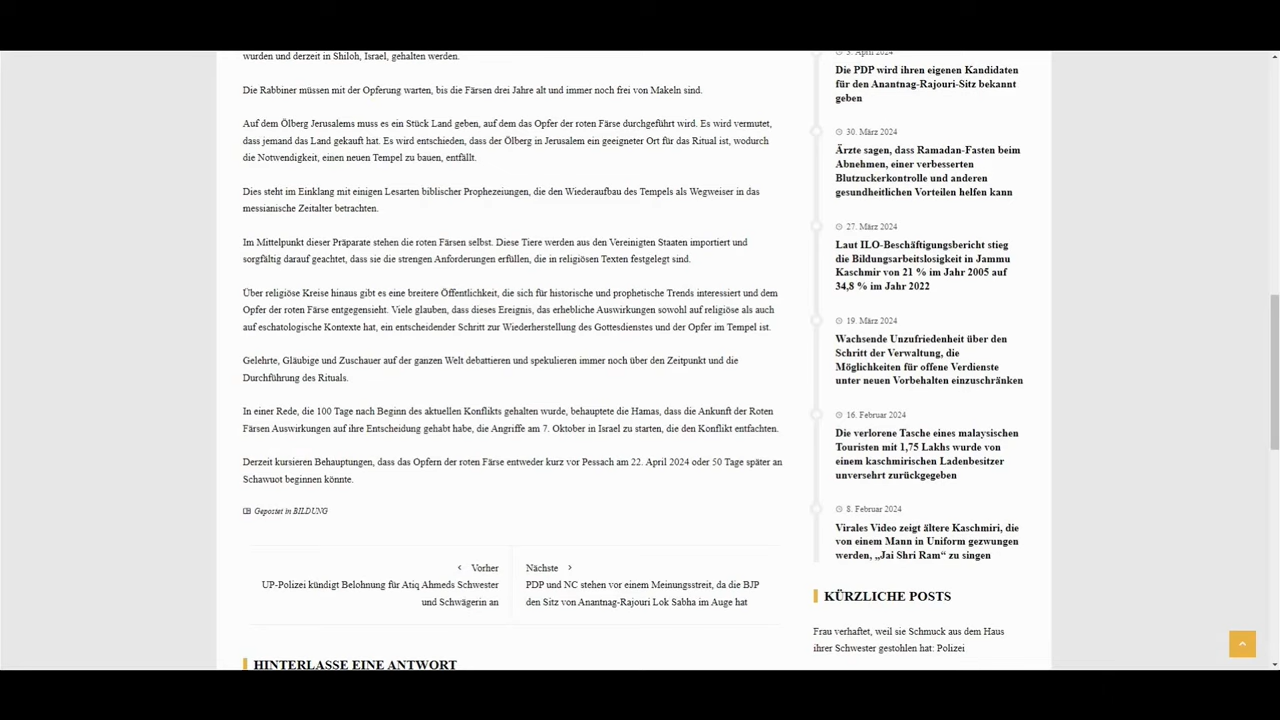 wurden und derzeit in Shiloh, Israel, gehalten werden.
Die Rabbiner müssen mit der Opferung warten, bis die Färsen drei Jahre alt und immer noch frei von Makeln sind.
Auf dem Ölberg Jerusalems muss es ein Stück Land geben, auf dem das Opfer der roten Färse durchgeführt wird. Es wird vermutet,
dass jemand das Land gekauft hat. Es wird entschieden, dass der Ölberg in Jerusalem ein geeigneter Ort für das Ritual ist, wodurch
die Notwendigkeit, einen neuen Tempel zu bauen, entfällt.
Dies steht im Einklang mit einigen Lesarten biblischer Prophezeiungen, die den Wiederaufbau des Tempels als Wegweiser in das
messianische Zeitalter betrachten.
Im Mittelpunkt dieser Präparate stehen die roten Färsen selbst. Diese Tiere werden aus den Vereinigten Staaten importiert und
sorgfältig darauf geachtet, dass sie die strengen Anforderungen erfüllen, die in religiösen Texten festgelegt sind.
Über religiöse Kreise hinaus gibt es eine breitere Öffentlichkeit, die sich für historische und prophetische Trends interessiert und dem
Opfer der roten Färse entgegensieht. Viele glauben, dass dieses Ereignis, das erhebliche Auswirkungen sowohl auf religiöse als auch
auf eschatologische Kontexte hat, ein entscheidender Schritt zur Wiederherstellung des Gottesdienstes und der Opfer im Tempel ist.
Gelehrte, Gläubige und Zuschauer auf der ganzen Welt debattieren und spekulieren immer noch über den Zeitpunkt und die
Durchführung des Rituals.
In einer Rede, die 100 Tage nach Beginn des aktuellen Konflikts gehalten wurde, behauptete die Hamas, dass die Ankunft der Roten
Färsen Auswirkungen auf ihre Entscheidung gehabt habe, die Angriffe am 7. Oktober in Israel zu starten, die den Konflikt entfachten.
Derzeit kursieren Behauptungen, dass das Opfern der roten Färse entweder kurz vor Pessach am 22. April 2024 oder 50 Tage später an
Schawuot beginnen könnte.
Gepostet in BILDUNG
Vorher
UP-Polizei kündigt Belohnung für Atiq Ahmeds Schwester
und Schwägerin an
Nächste
PDP und NC stehen vor einem Meinungsstreit, da die BJP
den Sitz von Anantnag-Rajouri Lok Sabha im Auge hat
HINTERLASSE EINE ANTWORT
3. April 2024
Die PDP wird ihren eigenen Kandidaten
für den Anantnag-Rajouri-Sitz bekannt
geben
30. März 2024
Ärzte sagen, dass Ramadan-Fasten beim
Abnehmen, einer verbesserten
Blutzuckerkontrolle und anderen
gesundheitlichen Vorteilen helfen kann
27. März 2024
Laut ILO-Beschäftigungsbericht stieg
die Bildungsarbeitslosigkeit in Jammu
Kaschmir von 21 % im Jahr 2005 auf
34,8 % im Jahr 2022
19. März 2024
Wachsende Unzufriedenheit über den
Schritt der Verwaltung, die
Möglichkeiten für offene Verdienste
unter neuen Vorbehalten einzuschränken
16. Februar 2024
Die verlorene Tasche eines malaysischen
Touristen mit 1,75 Lakhs wurde von
einem kaschmirischen Ladenbesitzer
unversehrt zurückgegeben
8. Februar 2024
Virales Video zeigt ältere Kaschmiri, die
von einem Mann in Uniform gezwungen
werden, „Jai Shri Ram“ zu singen
KÜRZLICHE POSTS
Frau verhaftet, weil sie Schmuck aus dem Haus
ihrer Schwester gestohlen hat: Polizei